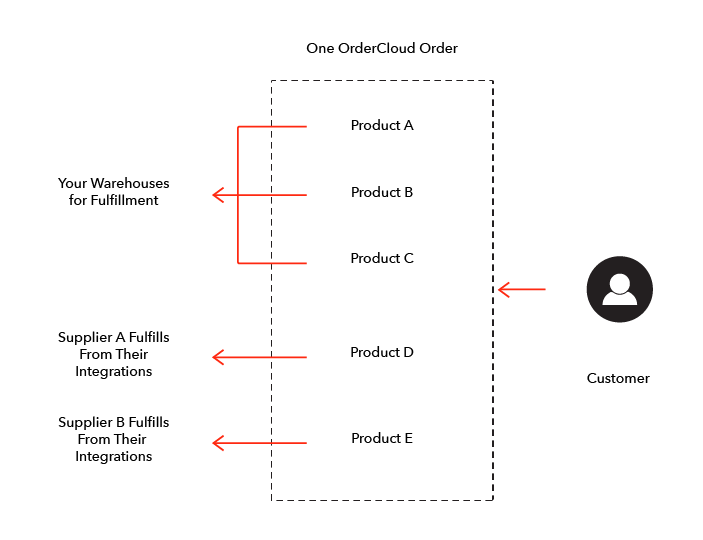 One OrderCloud Order
Product A
Your Warehouses
for Fulfillment
Product B
Product C
Supplier A Fulfills
From Their
Integrations
Product D
Customer
Supplier B Fulfills
From Their
Integrations
Product E